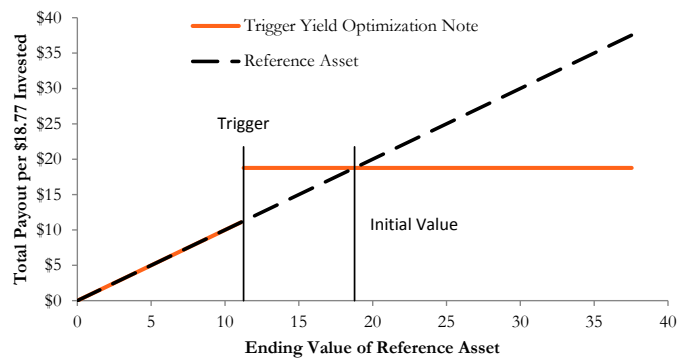 $40
$35
$30
$25
$20
$15
$10
$5
$0
Total Payout per $18.77 Invested
Trigger Yield Optimization Note
Reference Asset
Trigger
Initial Value
0 5 10 15 20 25 30 35 40
Ending Value of Reference Asset